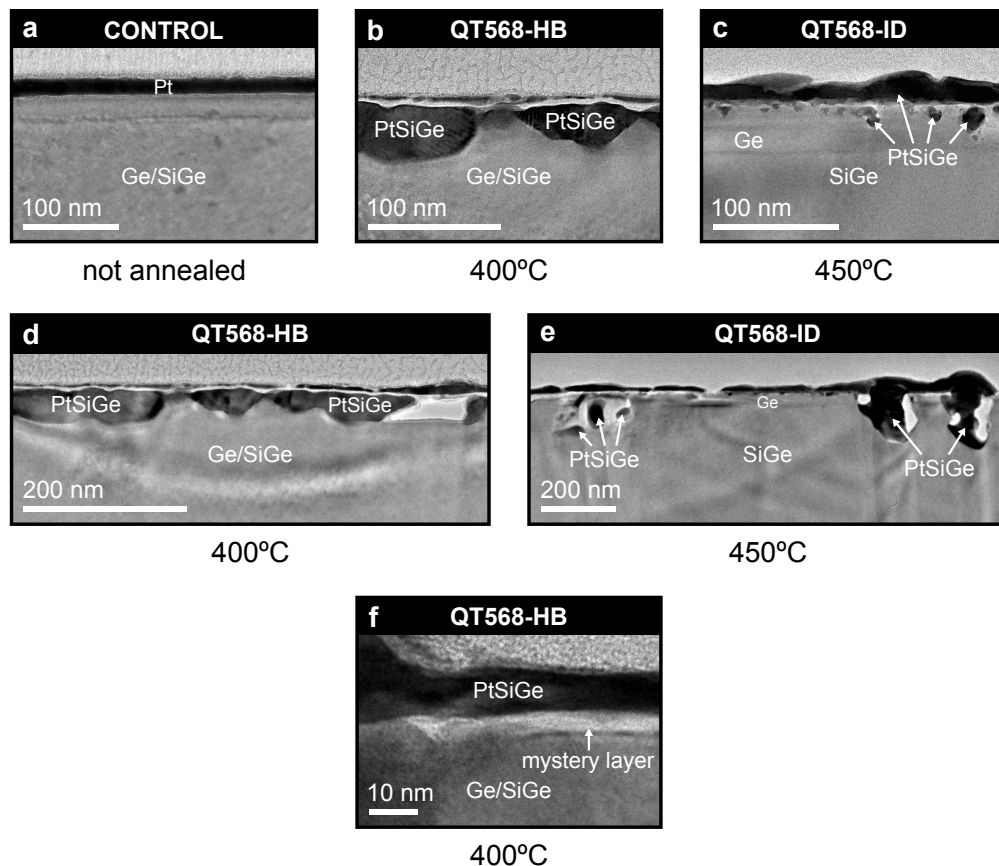 a CONTROL
Pt
Ge/SiGe
100 nm
not annealed
b QT568-HB
PtSiGe PtSiGe
Ge/SiGe
100 nm
400ºC
c QT568-ID
Ge PtSiGe
SiGe
100 nm
450ºC
d QT568-HB
PtSiGe PtSiGe
Ge/SiGe
200 nm
400ºC
e QT568-ID
Ge
PtSiGe SiGe PtSiGe
200 nm
450ºC
f QT568-HB
PtSiGe
mystery layer
Ge/SiGe
10 nm
400ºC